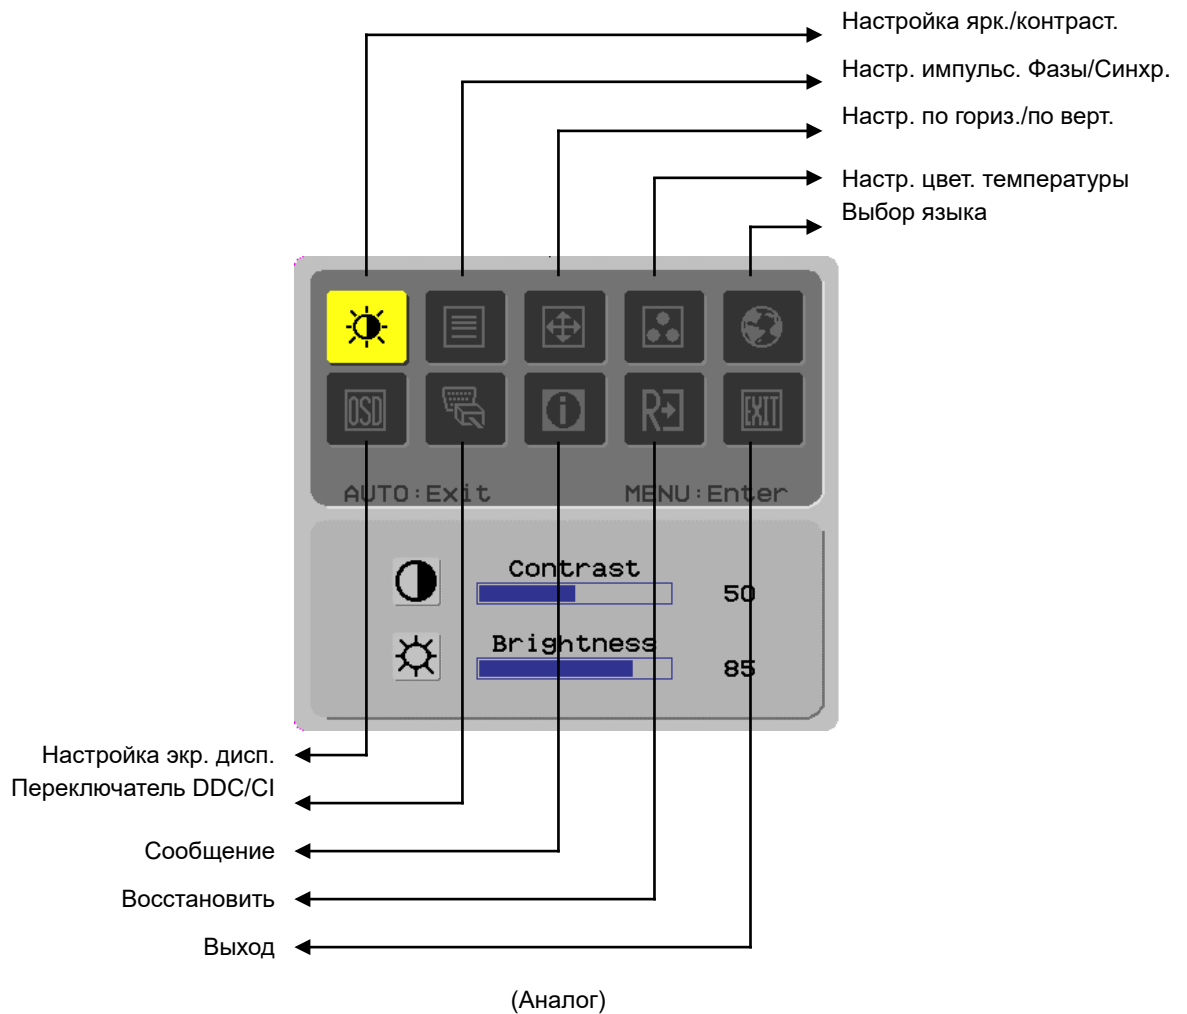 Настройка ярк./контраст.
Настр. импульс. Фазы/Синхр.
Настр. по гориз./по верт.
Настр. цвет. температуры
Выбор языка
OSD
R
EXIT
AUTO:Exit MENU:Enter
Contrast
50
Brightness
85
Настройка экр. дисп.
Переключатель DDC/CI
Сообщение
Восстановить
Выход
(Аналог)